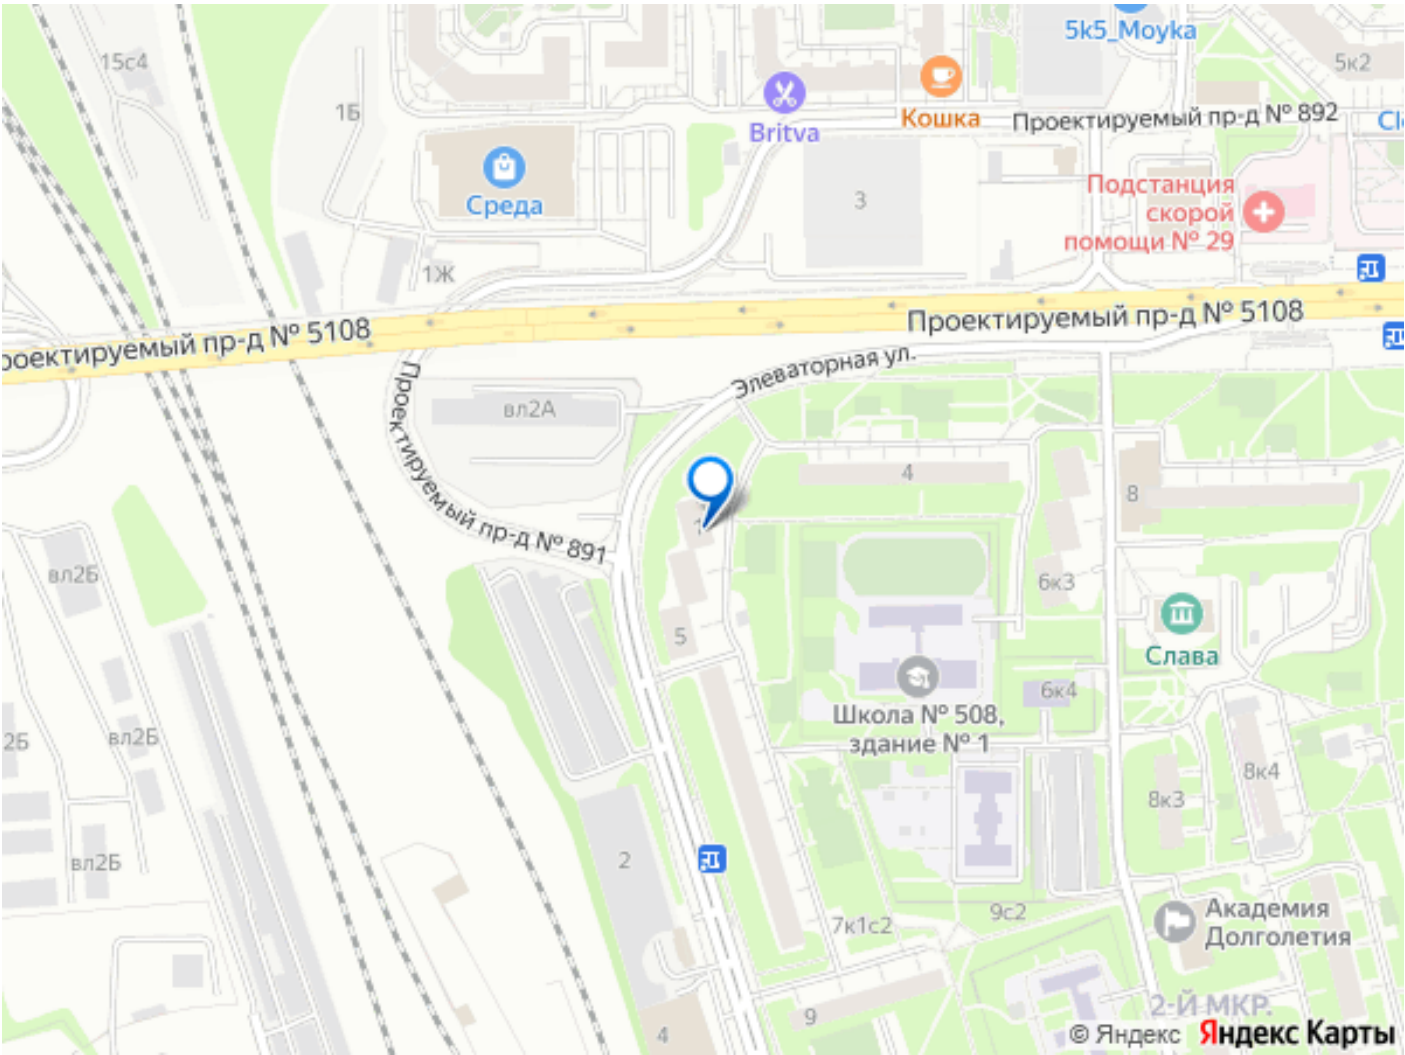 5k5_Moyka
15с4
5к2
1Б
Britva
Кошка
Проектируемый пр-д № 892
Среда
3
Подстанция
скорой
помощи № 29
1Ж
роектируемый пр-д № 5108
Проектируемый пр-д № 5108
Элеваторная ул.
Проектируемый пр-д № 891
вл2А
4
8
вл2Б
6к3
5
Слава
6к4
Школа № 508,
здание № 1
2Б
вл2Б
8к4
8к3
вл2Б
2
7к1с2
9с2
Академия
Долголетия
9
2-Й МКР.
4
© Яндекс Яндекс Карты